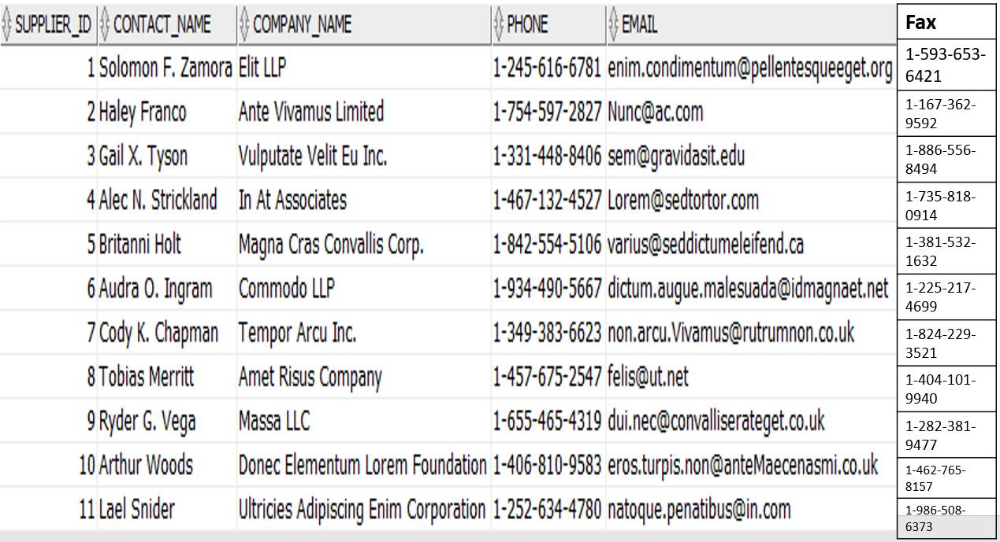 SUPPLIER_ID CONTACT_NAME COMPANY_NAME PHONE EMAIL Fax
1 Solomon F. Zamora Elit LLP 1-245-616-6781 enim.condimentum@pellentesqueeget.org 1-593-653-
6421
2 Haley Franco Ante Vivamus Limited 1-754-597-2827 Nunc@ac.com 1-167-362-
9592
3 Gail X. Tyson Vulputate Velit Eu Inc. 1-331-448-8406 sem@gravidasit.edu 1-886-556-
8494
4 Alec N. Strickland In At Associates 1-467-132-4527 Lorem@sedtortor.com 1-735-818-
0914
5 Britanni Holt Magna Cras Convallis Corp. 1-842-554-5106 varius@seddictumeleifend.ca 1-381-532-
1632
6 Audra O. Ingram Commodo LLP 1-934-490-5667 dictum.augue.malesuada@idmagnaet.net 1-225-217-
4699
7 Cody K. Chapman Tempor Arcu Inc. 1-349-383-6623 non.arcu.Vivamus@rutrumnon.co.uk 1-824-229-
3521
8 Tobias Merritt Amet Risus Company 1-457-675-2547 felis@ut.net 1-404-101-
9940
9 Ryder G. Vega Massa LLC 1-655-465-4319 dui.nec@convalliserateget.co.uk 1-282-381-
9477
10 Arthur Woods Donec Elementum Lorem Foundation 1-406-810-9583 eros.turpis.non@anteMaecenasmi.co.uk 1-462-765-
8157
11 Lael Snider Ultricies Adipiscing Enim Corporation 1-252-634-4780 natoque.penatibus@in.com 1-986-508-
6373